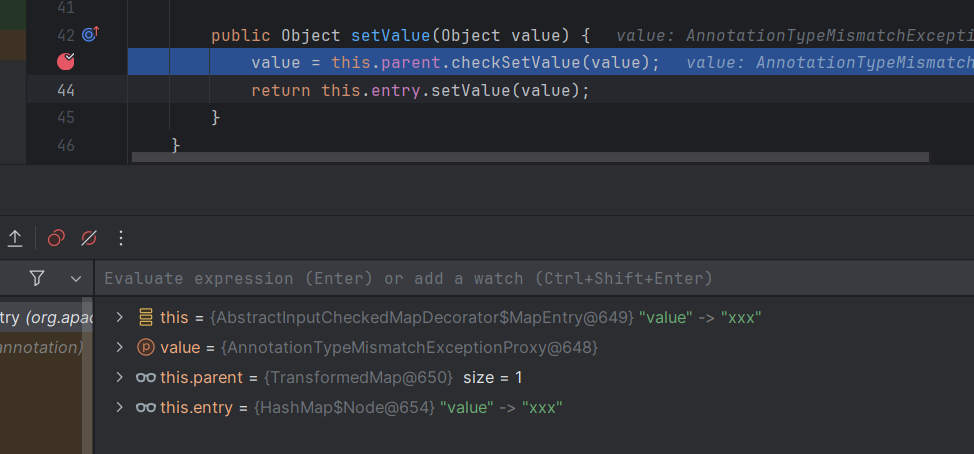 41
42 public Object setValue(Object value) { value: AnnotationTypeMismatchExcepti
value = this.parent.checkSetValue(value); value: AnnotationTypeMismatch
44 return this.entry.setValue(value);
45 }
46 }
Evaluate expression (Enter) or add a watch (Ctrl+Shift+Enter)
try (org.apac
this = {AbstractInputCheckedMapDecorator$MapEntry@649} "value" -> "xxx"
annotation)
value = {AnnotationTypeMismatchExceptionProxy@648}
this.parent = {TransformedMap@650} size = 1
this.entry = {HashMap$Node@654} "value" -> "xxx"